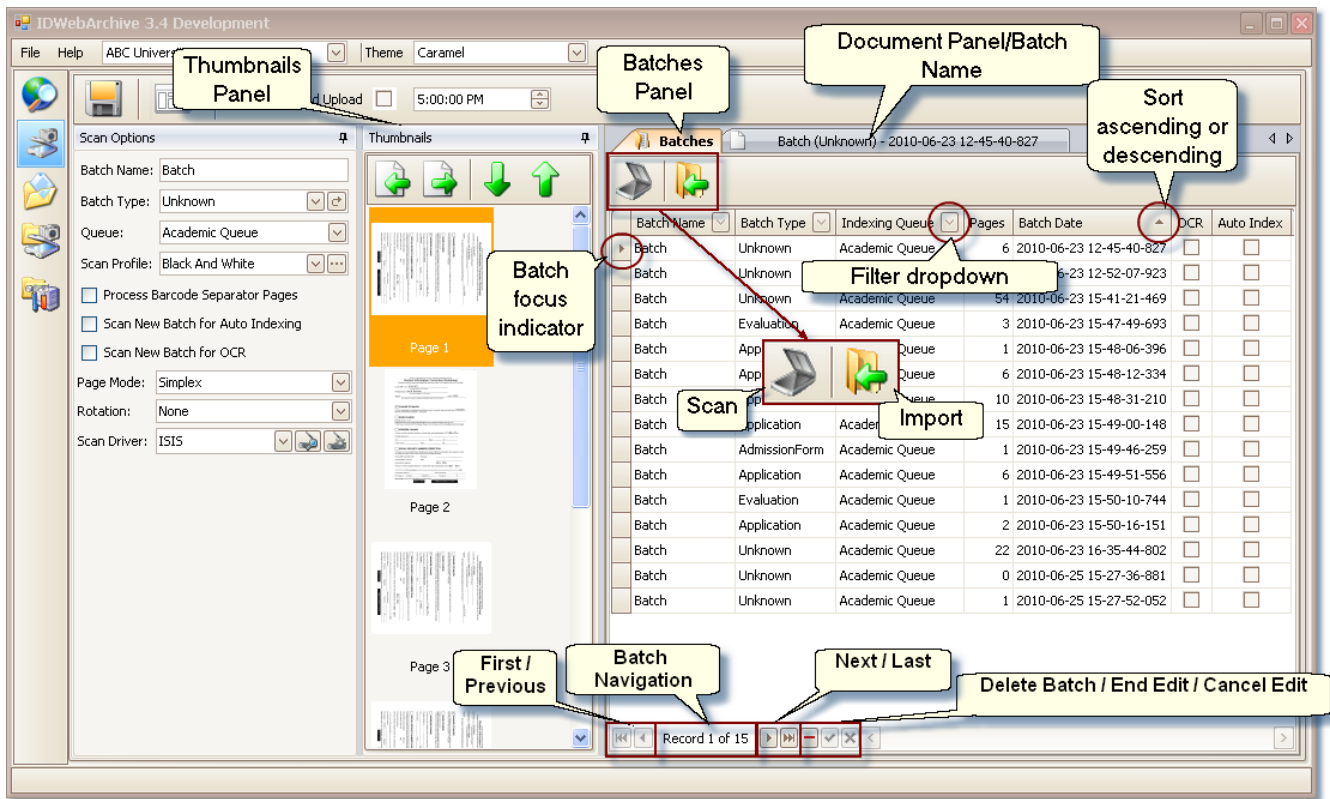 IDWebArchive 3.4 Development
File Help ABC Univer Theme Caramel
Thumbnails
Panel
Batches
Panel
Document Panel/Batch
Name
Sort
ascending or
descending
d Upload 5:00:00 PM
Scan Options
Thumbnails
Batches
Batch (Unknown) - 2010-06-23 12-45-40-827
Batch Name: Batch
Batch Type: Unknown
Queue: Academic Queue
Scan Profile: Black And White
Process Barcode Separator Pages
Scan New Batch for Auto Indexing
Scan New Batch for OCR
Page Mode: Simplex
Rotation: None
Scan Driver: ISIS
Page 1
Page 2
Page 3
Batch
focus
indicator
Filter dropdown
Scan
Import
Batch Name Batch Type Indexing Queue Pages Batch Date OCR Auto Index
Batch Unknown Academic Queue 6 2010-06-23 12-45-40-827
Batch Unknown 6-23 12-52-07-923
Batch Unknown Academic Queue 54 2010-06-23 15-41-21-469
Batch Evaluation Academic Queue 3 2010-06-23 15-47-49-693
Batch App Queue 1 2010-06-23 15-48-06-396
Batch App Queue 6 2010-06-23 15-48-12-334
Batch App Queue 10 2010-06-23 15-48-31-210
Batch Application Acade 15 2010-06-23 15-49-00-148
Batch AdmissionForm Academic Queue 1 2010-06-23 15-49-46-259
Batch Application Academic Queue 6 2010-06-23 15-49-51-556
Batch Evaluation Academic Queue 1 2010-06-23 15-50-10-744
Batch Application Academic Queue 2 2010-06-23 15-50-16-151
Batch Unknown Academic Queue 22 2010-06-23 16-35-44-802
Batch Unknown Academic Queue 0 2010-06-25 15-27-36-881
Batch Unknown Academic Queue 1 2010-06-25 15-27-52-052
First /
Previous
Batch
Navigation
Next / Last
Delete Batch / End Edit / Cancel Edit
Record 1 of 15